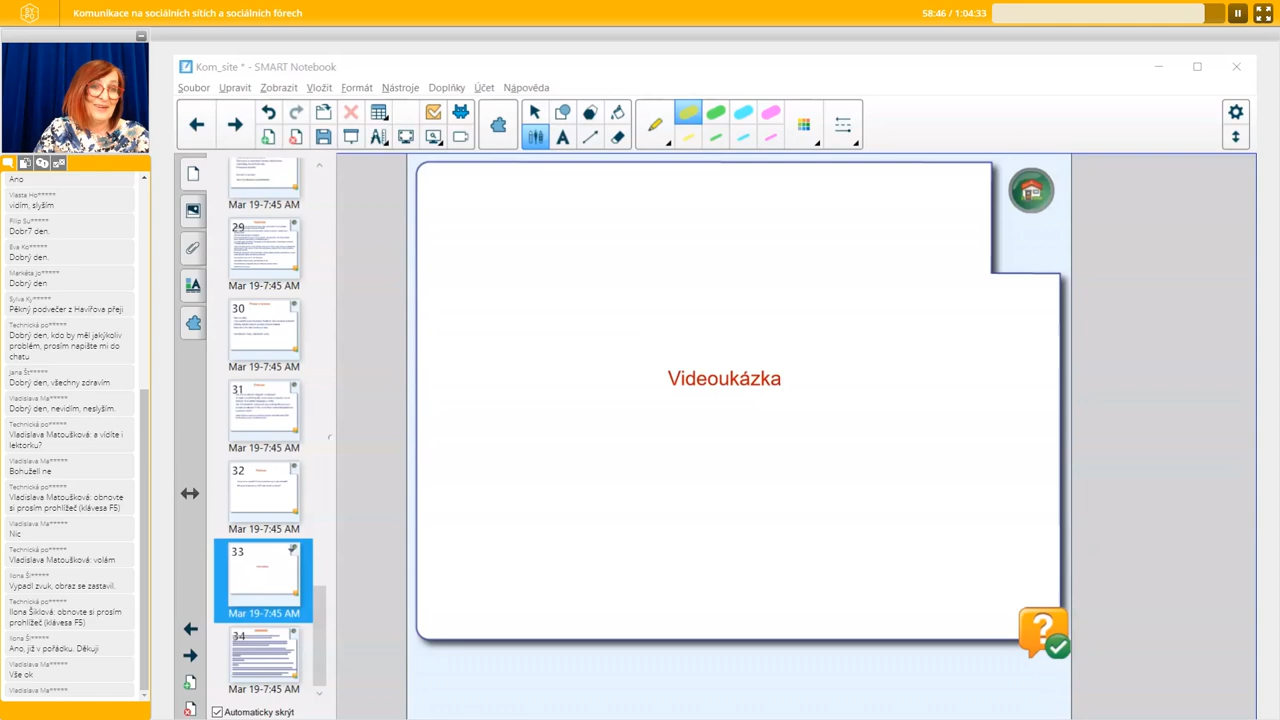 Komunikace na sociálních sítích a sociálních fórech
58:46 / 1:04:33
Kom_site * - SMART Notebook
Soubor Upravit Zobrazit Vložit Formát Nástroje Doplňky Účet Nápověda
Ano
Vlasta Ho*****
vidím, slyším
Filip Su*****
Dobr7 den.
Dobrý den.
Markéta Jo*****
Dobrý den
Sylva Ky*****
Pěkný podvečer z Havířova přeji
Technická po*****
Dobrý den, kdo by měl jakýkoliv
problém, prosím napište mi do
chatu
Jana Št*****
Dobrý den, všechny zdravím
Vladislava Ma*****
Dobrý den, nevidím, neslyším.
Technická po*****
Vladislava Matoušková: a vidíte i
lektorku?
Vladislava Ma*****
Bohužell ne
Technická po*****
Vladislava Matoušková: obnovte
si prosím prohlížeč (klávesa F5)
Vladislava Ma*****
Nic
Technická po*****
Vladislava Matoušková: volám
Ilona Ši*****
Vypadl zvuk, obraz se zastavil.
Technická po*****
Ilona Šiklová: obnovte si prosím
prohlížeč (klávesa F5)
Ilona Ši*****
Ano, již v pořádku. Děkuji
Vladislava Ma*****
Vše ok
Vladislava Ma*****
Mar 19-7:45 AM
29
Mar 19-7:45 AM
30
Mar 19-7:45 AM
31
Mar 19-7:45 AM
32
Mar 19-7:45 AM
33
Mar 19-7:45 AM
34
Mar 19-7:45 AM
Automaticky skrýt
Videoukázka